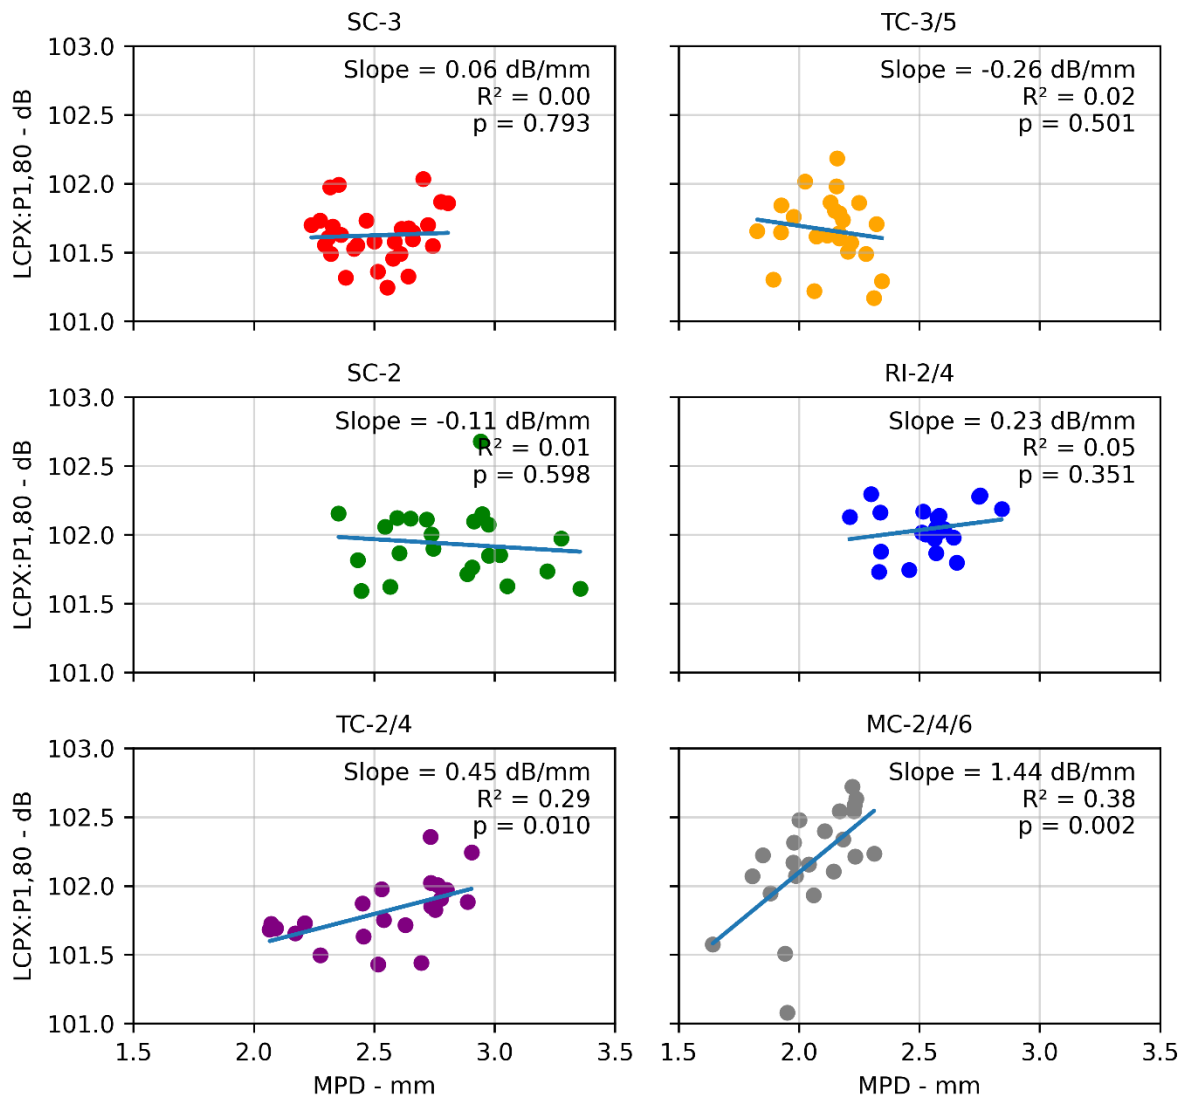 SC-3
TC-3/5
103.0
102.5
102.0
101.5
101.0
LCPX:P1,80 - dB
Slope = 0.06 dB/mm
R² = 0.00
p = 0.793
Slope = -0.26 dB/mm
R² = 0.02
p = 0.501
SC-2
RI-2/4
103.0
102.5
102.0
101.5
101.0
LCPX:P1,80 - dB
Slope = -0.11 dB/mm
R² = 0.01
p = 0.598
Slope = 0.23 dB/mm
R² = 0.05
p = 0.351
TC-2/4
MC-2/4/6
103.0
102.5
102.0
101.5
101.0
LCPX:P1,80 - dB
Slope = 0.45 dB/mm
R² = 0.29
p = 0.010
Slope = 1.44 dB/mm
R² = 0.38
p = 0.002
1.5 2.0 2.5 3.0 3.5
1.5 2.0 2.5 3.0 3.5
MPD - mm
MPD - mm